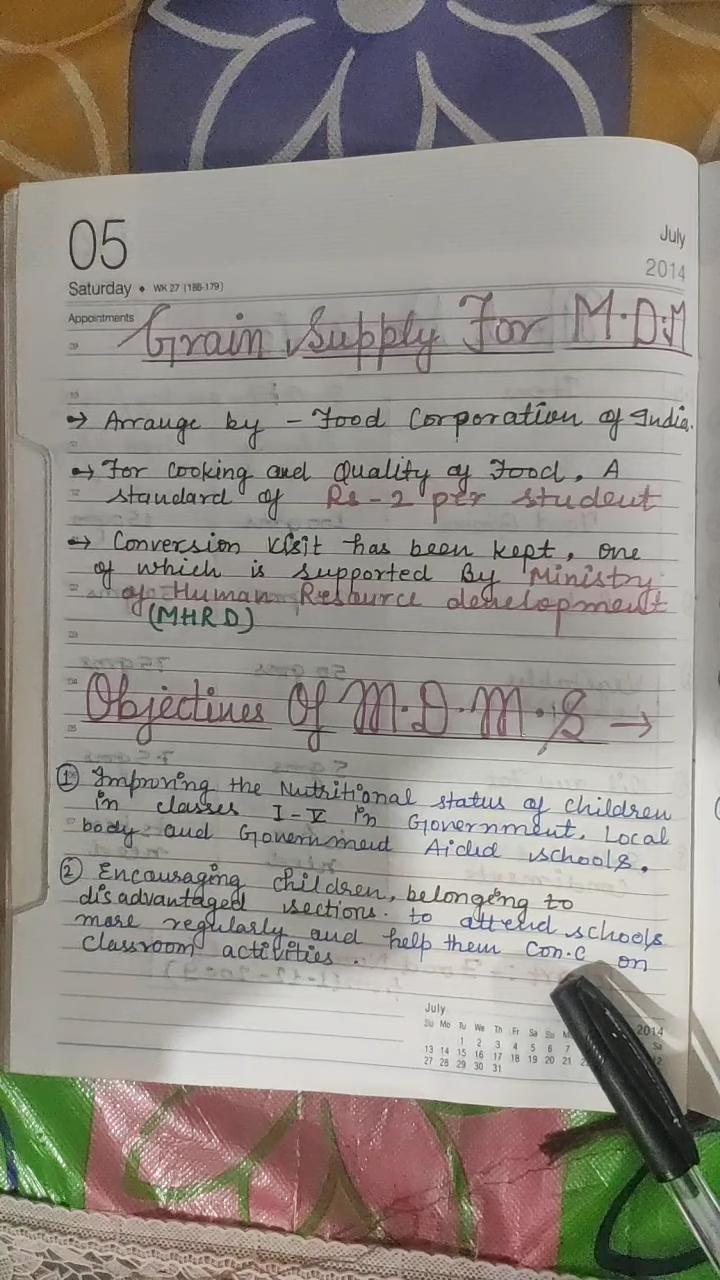 05
July
2014
Saturday • WK 27 (186-179)
Appointments
Grain Supply For M.D.M
→ Arrange by - Food Corporation of India.
→ For Cooking and Quality of Food, A
standard of Rs-2 per student
→ Conversion visit has been kept, one
of which is supported By Ministry
of Human Resource development
(MHRD)
Objectives Of M.D.M.S →
① Improving the Nutritional status of children
in classes I-V in Government, Local
body and Government Aided schools.
② Encouraging children, belonging to
disadvantaged sections. to attend schools
more regularly and help them Con.C on
classroom activities.
July 2014
Su Mo Tu We Th Fr Sa Su M Sa
1 2 3 4 5 6 7 12
13 14 15 16 17 18 19 20 21
27 28 29 30 31